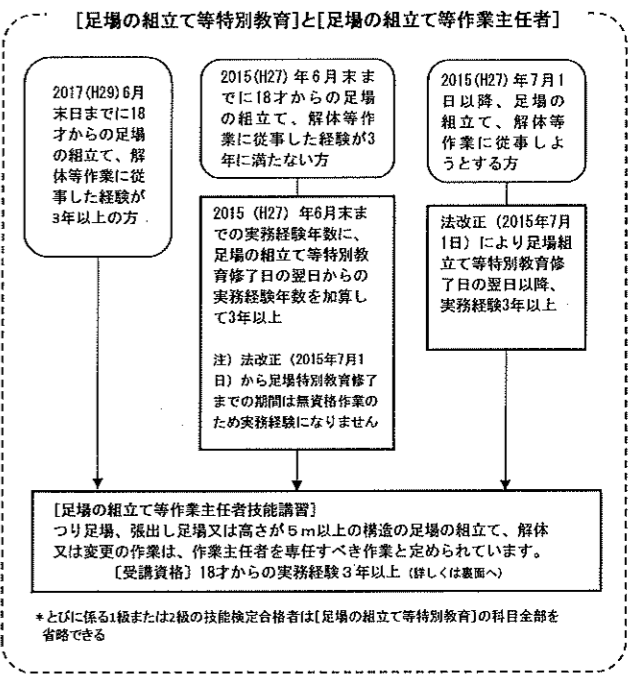 [足場の組立て等特別教育]と[足場の組立て等作業主任者]
2017(H29)6月
末日までに18
才からの足場
の組立て、解
体等作業に従
事した経験が
3年以上の方
2015(H27)年6月末ま
でに18才からの足場
の組立て、解体等作
業に従事した経験が3
年に満たない方
2015(H27)年7月1
日以降、足場の
組立て、解体等
作業に従事しよ
うとする方
2015(H27)年6月末ま
での実務経験年数に、
足場の組立て等特別教
育修了日の翌日からの
実務経験年数を加算し
て3年以上
注）法改正（2015年7月1
日）から足場特別教育修了
までの期間は無資格作業の
ため実務経験になりません
法改正（2015年7月
1日）により足場組
立て等特別教育修
了日の翌日以降、
実務経験3年以上
[足場の組立て等作業主任者技能講習]
つり足場、張出し足場又は高さが５ｍ以上の構造の足場の組立て、解体
又は変更の作業は、作業主任者を専任すべき作業と定められています。
［受講資格］18才からの実務経験３年以上（詳しくは裏面へ）
＊とびに係る1級または2級の技能検定合格者は[足場の組立て等特別教育]の科目全部を
省略できる